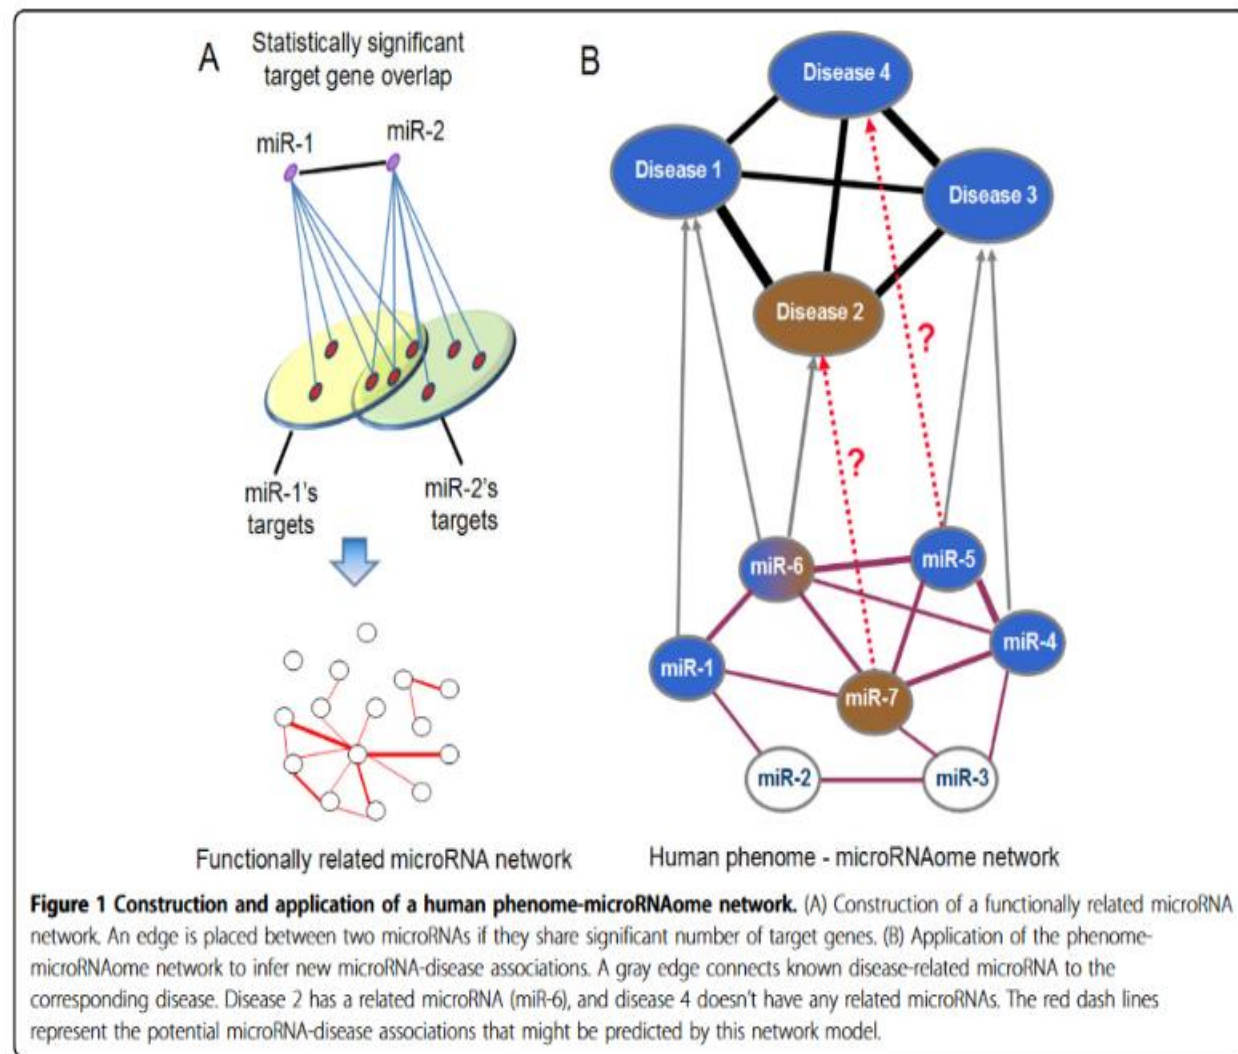 A
Statistically significant
target gene overlap
miR-1
miR-2
miR-1's
targets
miR-2's
targets
Functionally related microRNA network
B
Disease 4
Disease 1
Disease 3
Disease 2
?
?
miR-6
miR-5
miR-4
miR-1
miR-7
miR-2
miR-3
Human phenome - microRNAome network
Figure 1 Construction and application of a human phenome-microRNAome network. (A) Construction of a functionally related microRNA
network. An edge is placed between two microRNAs if they share significant number of target genes. (B) Application of the phenome-
microRNAome network to infer new microRNA-disease associations. A gray edge connects known disease-related microRNA to the
corresponding disease. Disease 2 has a related microRNA (miR-6), and disease 4 doesn't have any related microRNAs. The red dash lines
represent the potential microRNA-disease associations that might be predicted by this network model.